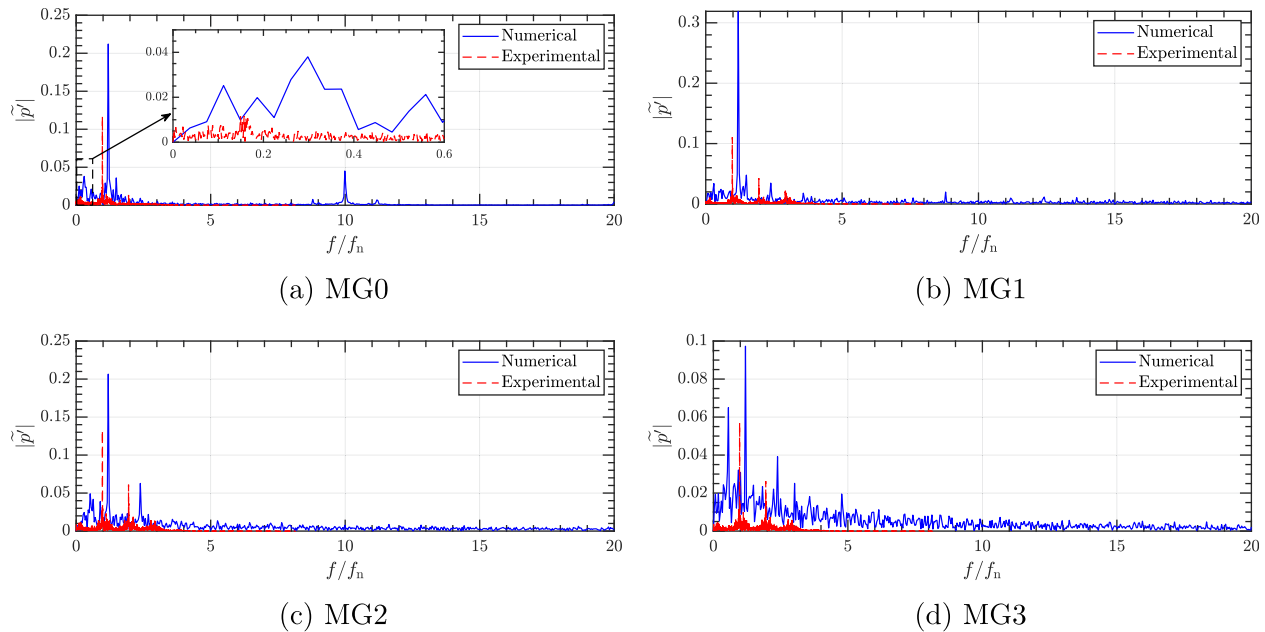 0.25
0.2
0.15
0.1
0.05
0
|p̃′|
0.04
0.02
0
0 0.2 0.4 0.6
Numerical
Experimental
0 5 10 15 20
f/fn
(a) MG0
0.3
0.2
0.1
0
|p̃′|
Numerical
Experimental
0 5 10 15 20
f/fn
(b) MG1
0.25
0.2
0.15
0.1
0.05
0
|p̃′|
Numerical
Experimental
0 5 10 15 20
f/fn
(c) MG2
0.1
0.08
0.06
0.04
0.02
0
|p̃′|
Numerical
Experimental
0 5 10 15 20
f/fn
(d) MG3